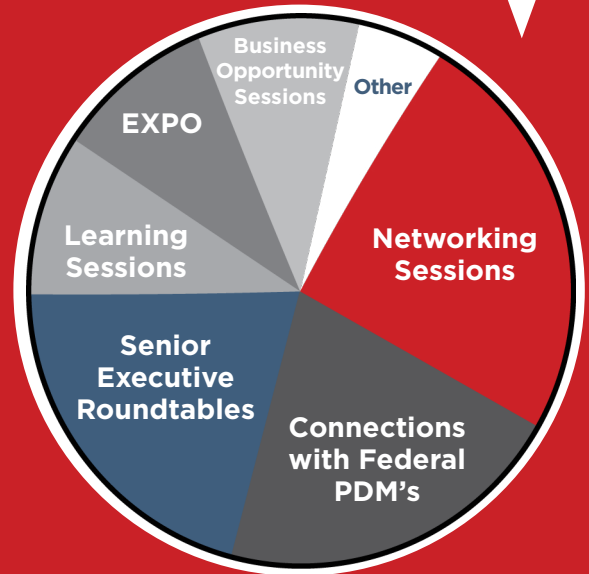 Business
Opportunity
Sessions
Other
EXPO
Learning
Sessions
Networking
Sessions
Senior
Executive
Roundtables
Connections
with Federal
PDM's